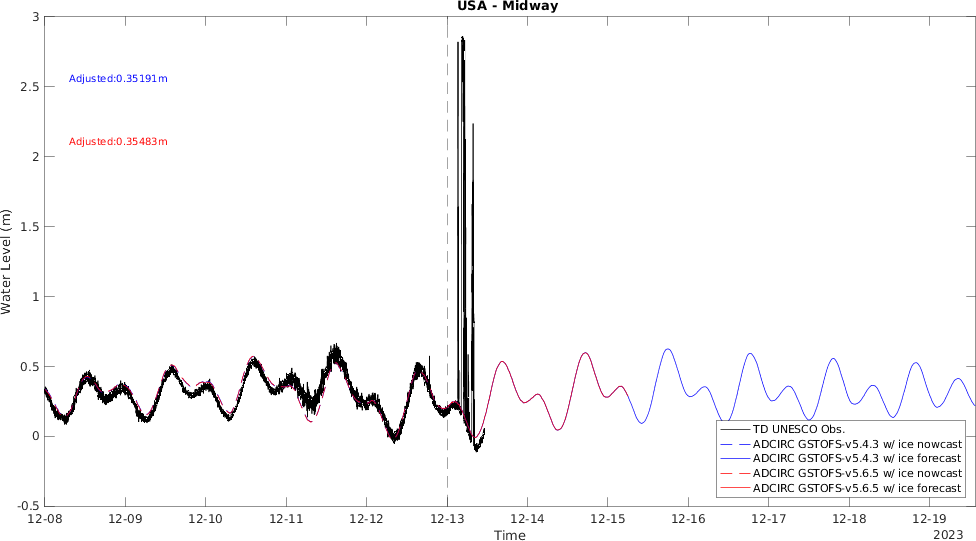 USA - Midway
3
2.5
2
1.5
1
0.5
0
-0.5
Water Level (m)
Adjusted:0.35191m
Adjusted:0.35483m
TD UNESCO Obs.
ADCIRC GSTOFS-v5.4.3 w/ ice nowcast
ADCIRC GSTOFS-v5.4.3 w/ ice forecast
ADCIRC GSTOFS-v5.6.5 w/ ice nowcast
ADCIRC GSTOFS-v5.6.5 w/ ice forecast
12-08 12-09 12-10 12-11 12-12 12-13 12-14 12-15 12-16 12-17 12-18 12-19
Time
2023